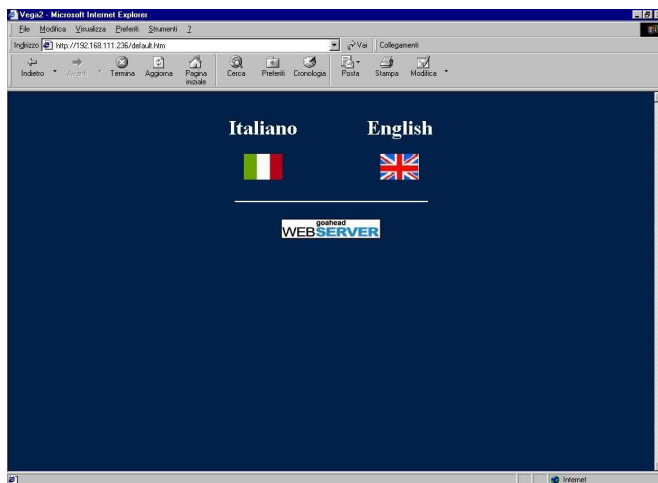 Vega2 - Microsoft Internet Explorer
File Modifica Visualizza Preferiti Strumenti ?
Indirizzo http://192.168.111.236/default.htm Vai Collegamenti
Indietro Avanti Termina Aggiorna Pagina iniziale Cerca Preferiti Cronologia Posta Stampa Modifica
Italiano English
goahead
WEBSERVER
Internet